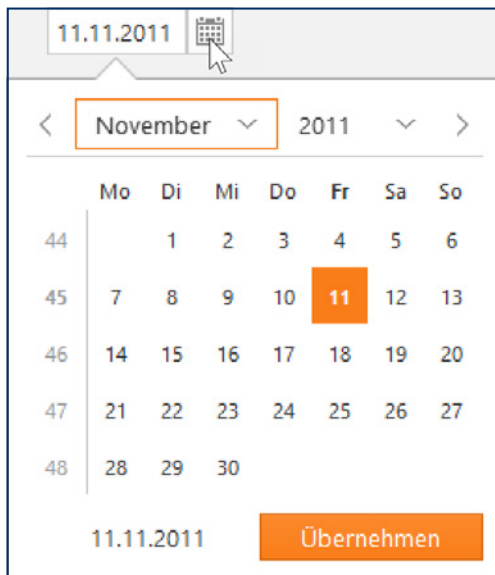 11.11.2011
November 2011
Mo Di Mi Do Fr Sa So
44 1 2 3 4 5 6
45 7 8 9 10 11 12 13
46 14 15 16 17 18 19 20
47 21 22 23 24 25 26 27
48 28 29 30
11.11.2011 Übernehmen